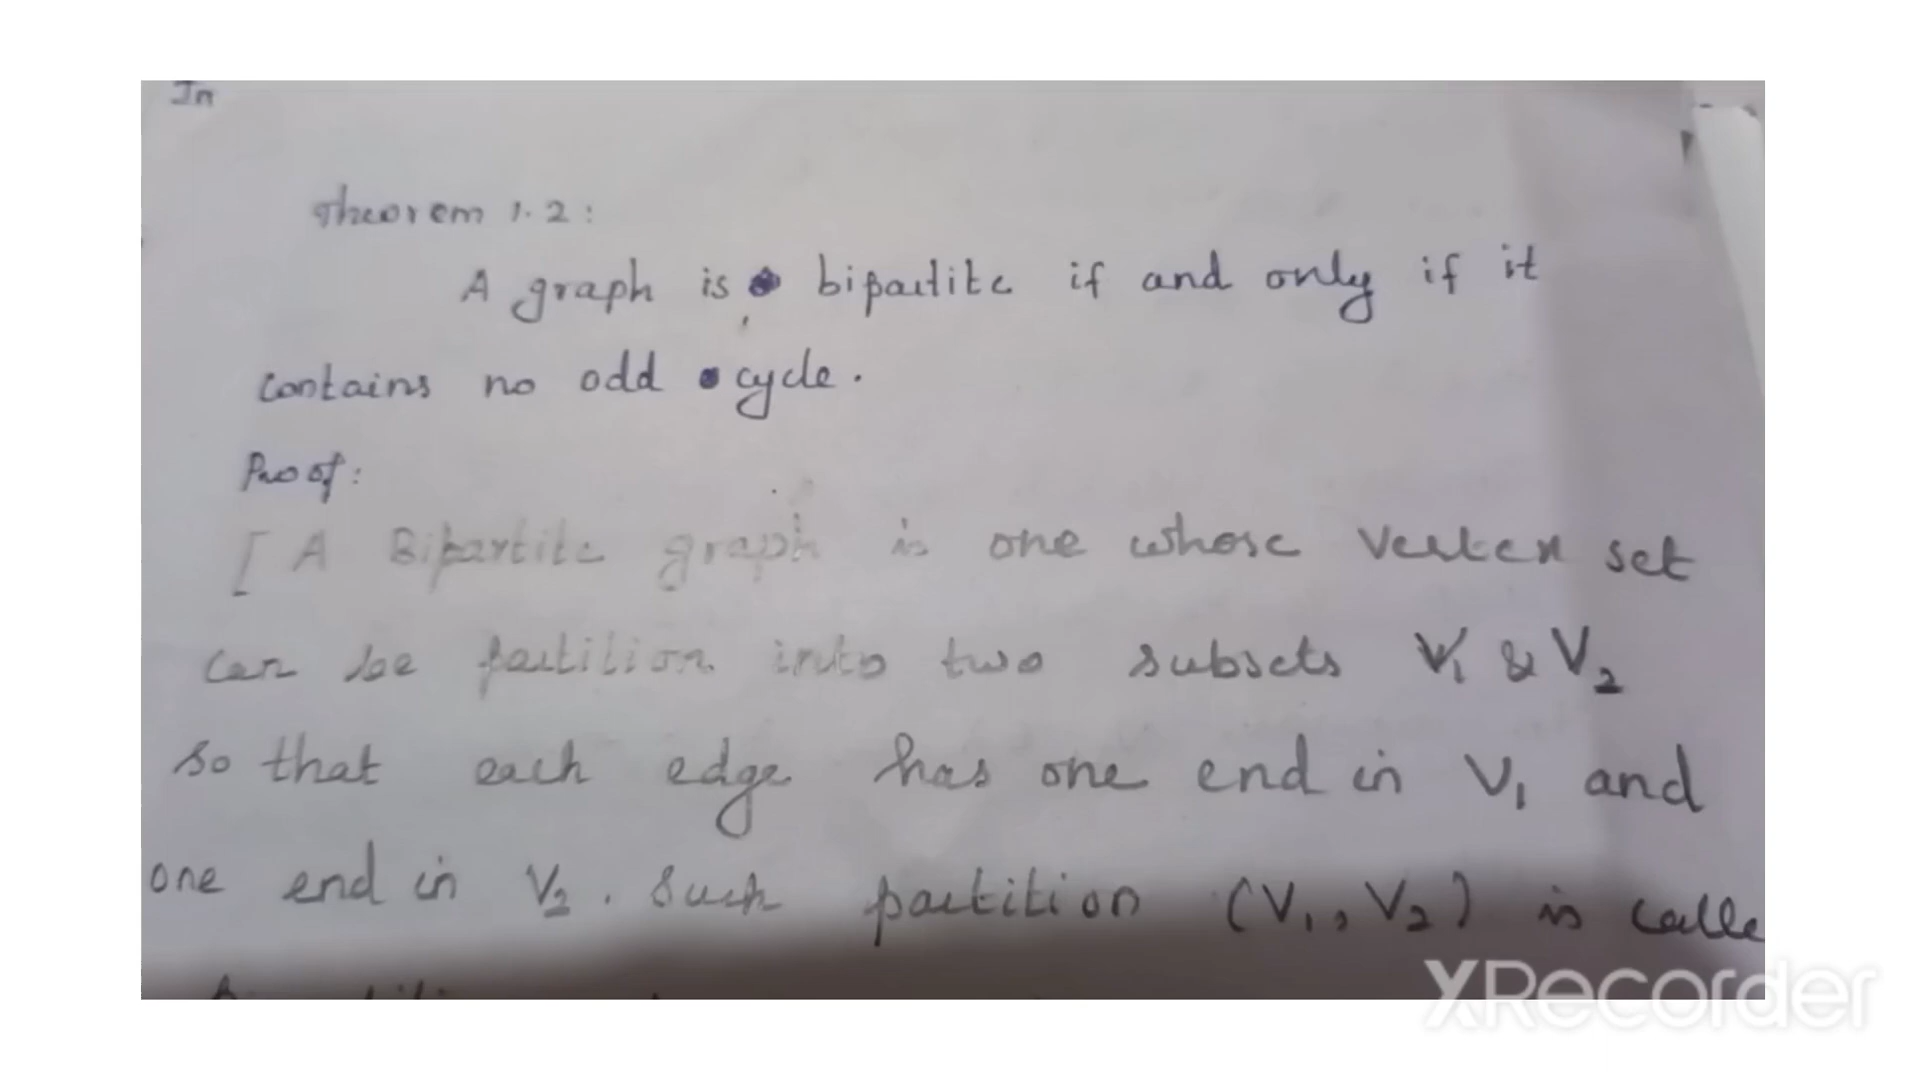 In
Theorem 1.2:
A graph is bipartite if and only if it
contains no odd cycle.
Proof:
[ A Bipartite graph is one whose vertex set
can be partition into two subsets V1 & V2
so that each edge has one end in V1 and
one end in V2. Such partition (V1, V2) is calle
XRecorder